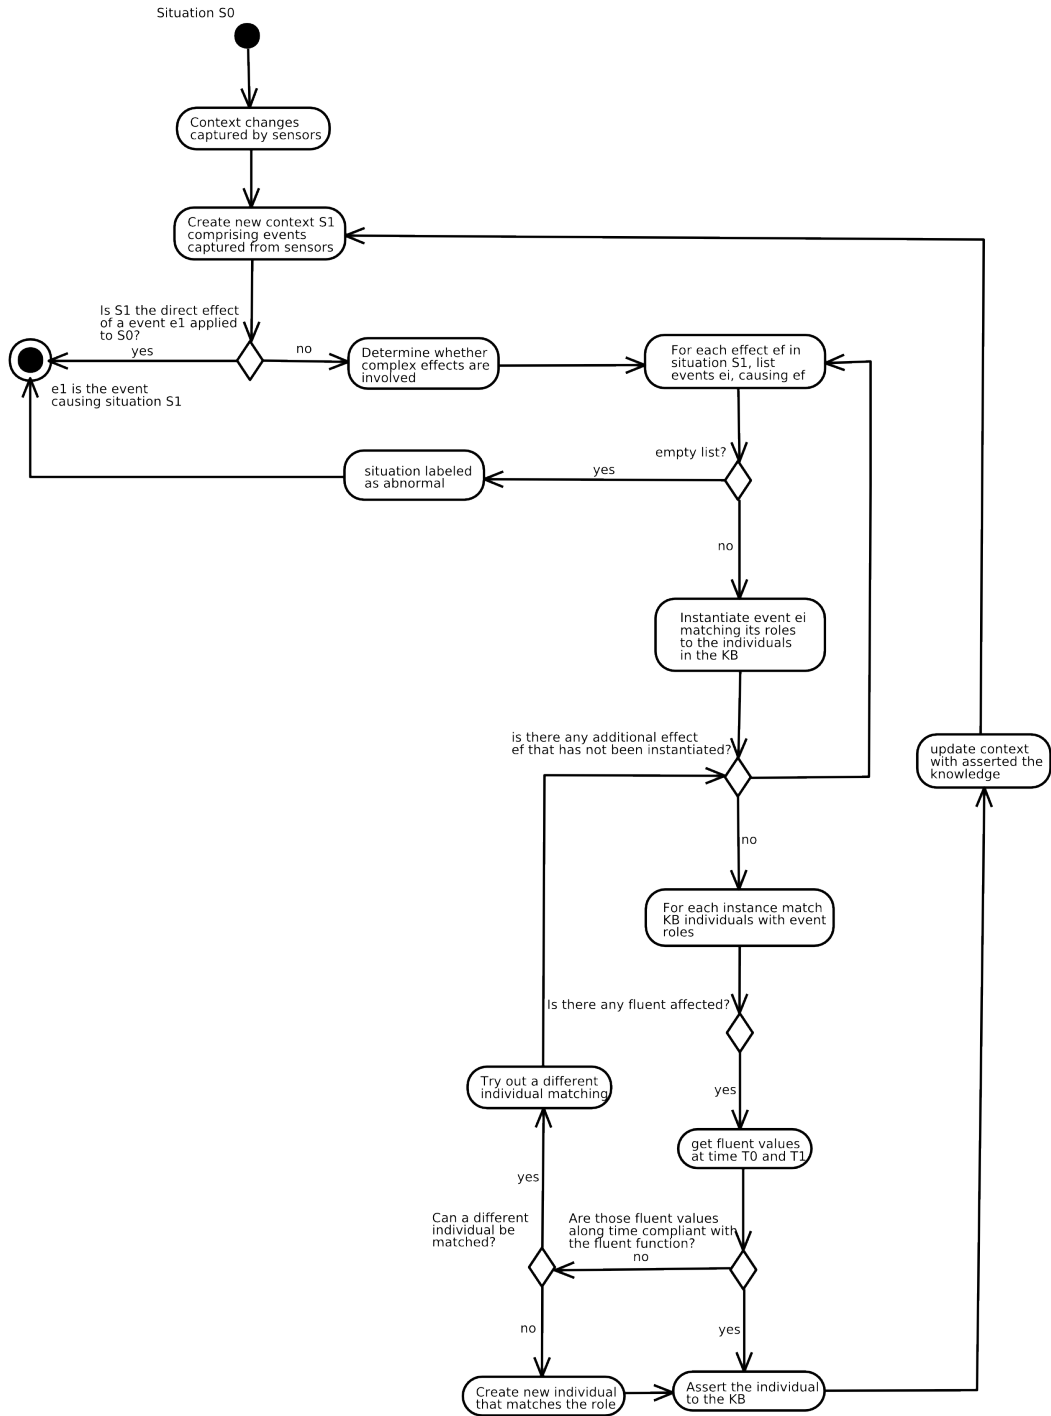 Situation S0
Context changes
captured by sensors
Create new context S1
comprising events
captured from sensors
Is S1 the direct effect
of a event e1 applied
to S0?
yes
no
e1 is the event
causing situation S1
Determine whether
complex effects are
involved
For each effect ef in
situation S1, list
events ei, causing ef
empty list?
yes
situation labeled
as abnormal
no
Instantiate event ei
matching its roles
to the individuals
in the KB
is there any additional effect
ef that has not been instantiated?
update context
with asserted the
knowledge
no
For each instance match
KB individuals with event
roles
Is there any fluent affected?
Try out a different
individual matching
yes
get fluent values
at time T0 and T1
yes
Can a different
individual be
matched?
Are those fluent values
along time compliant with
the fluent function?
no
no
yes
Create new individual
that matches the role
Assert the individual
to the KB